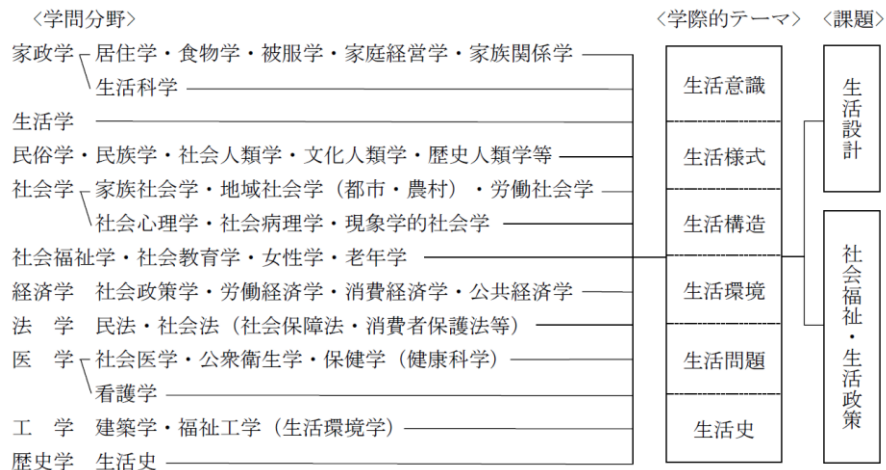 <学問分野>
<学際的テーマ>
<課題>
家政学 居住学・食物学・被服学・家庭経営学・家族関係学
生活科学
生活学
民俗学・民族学・社会人類学・文化人類学・歴史人類学等
社会学 家族社会学・地域社会学（都市・農村）・労働社会学
社会心理学・社会病理学・現象学的社会学
社会福祉学・社会教育学・女性学・老年学
経済学 社会政策学・労働経済学・消費経済学・公共経済学
法　学 民法・社会法（社会保障法・消費者保護法等）
医　学 社会医学・公衆衛生学・保健学（健康科学）
看護学
工　学 建築学・福祉工学（生活環境学）
歴史学 生活史
生活意識
生活様式
生活構造
生活環境
生活問題
生活史
生活設計
社会福祉・生活政策